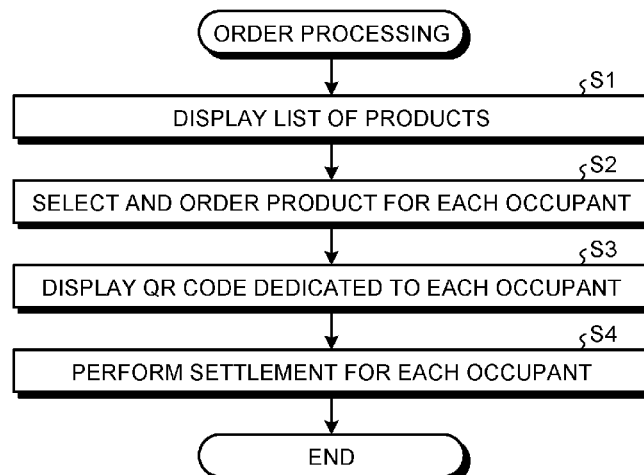 ORDER PROCESSING
S1
DISPLAY LIST OF PRODUCTS
S2
SELECT AND ORDER PRODUCT FOR EACH OCCUPANT
S3
DISPLAY QR CODE DEDICATED TO EACH OCCUPANT
S4
PERFORM SETTLEMENT FOR EACH OCCUPANT
END